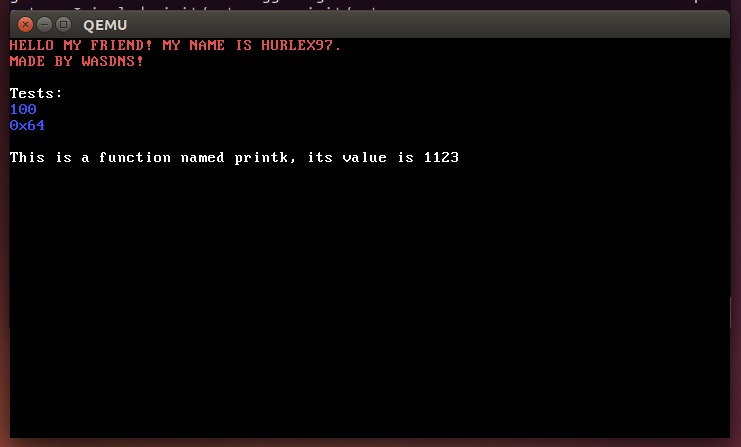 QEMU
HELLO MY FRIEND! MY NAME IS HURLEX97.
MADE BY WASDNS!
Tests:
100
0x64
This is a function named printk, its value is 1123